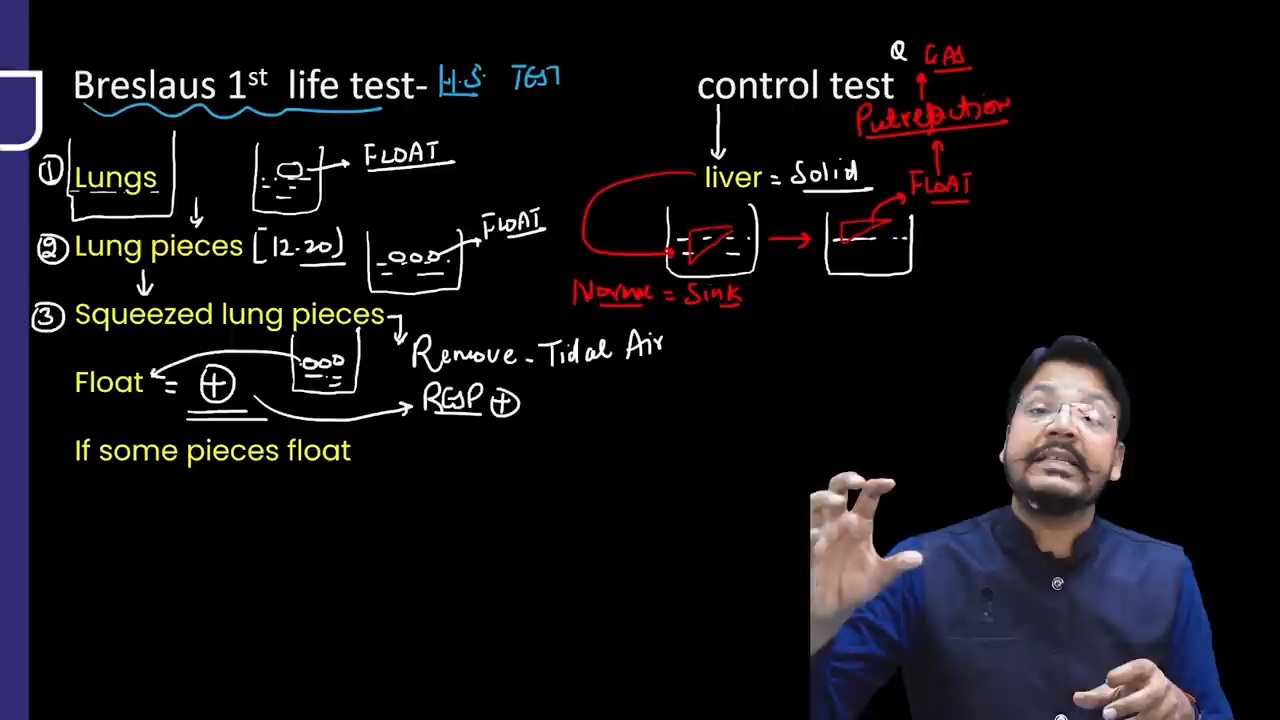 Breslaus 1st life test- H.S. TEST
① Lungs
FLOAT
② Lung pieces [12-20)
FLOAT
③ Squeezed lung pieces
Remove - Tidal Air
Float = ⊕
RESP ⊕
If some pieces float
control test
Q GAS
Putrefaction
FLOAT
liver = Solid
Normal = Sink